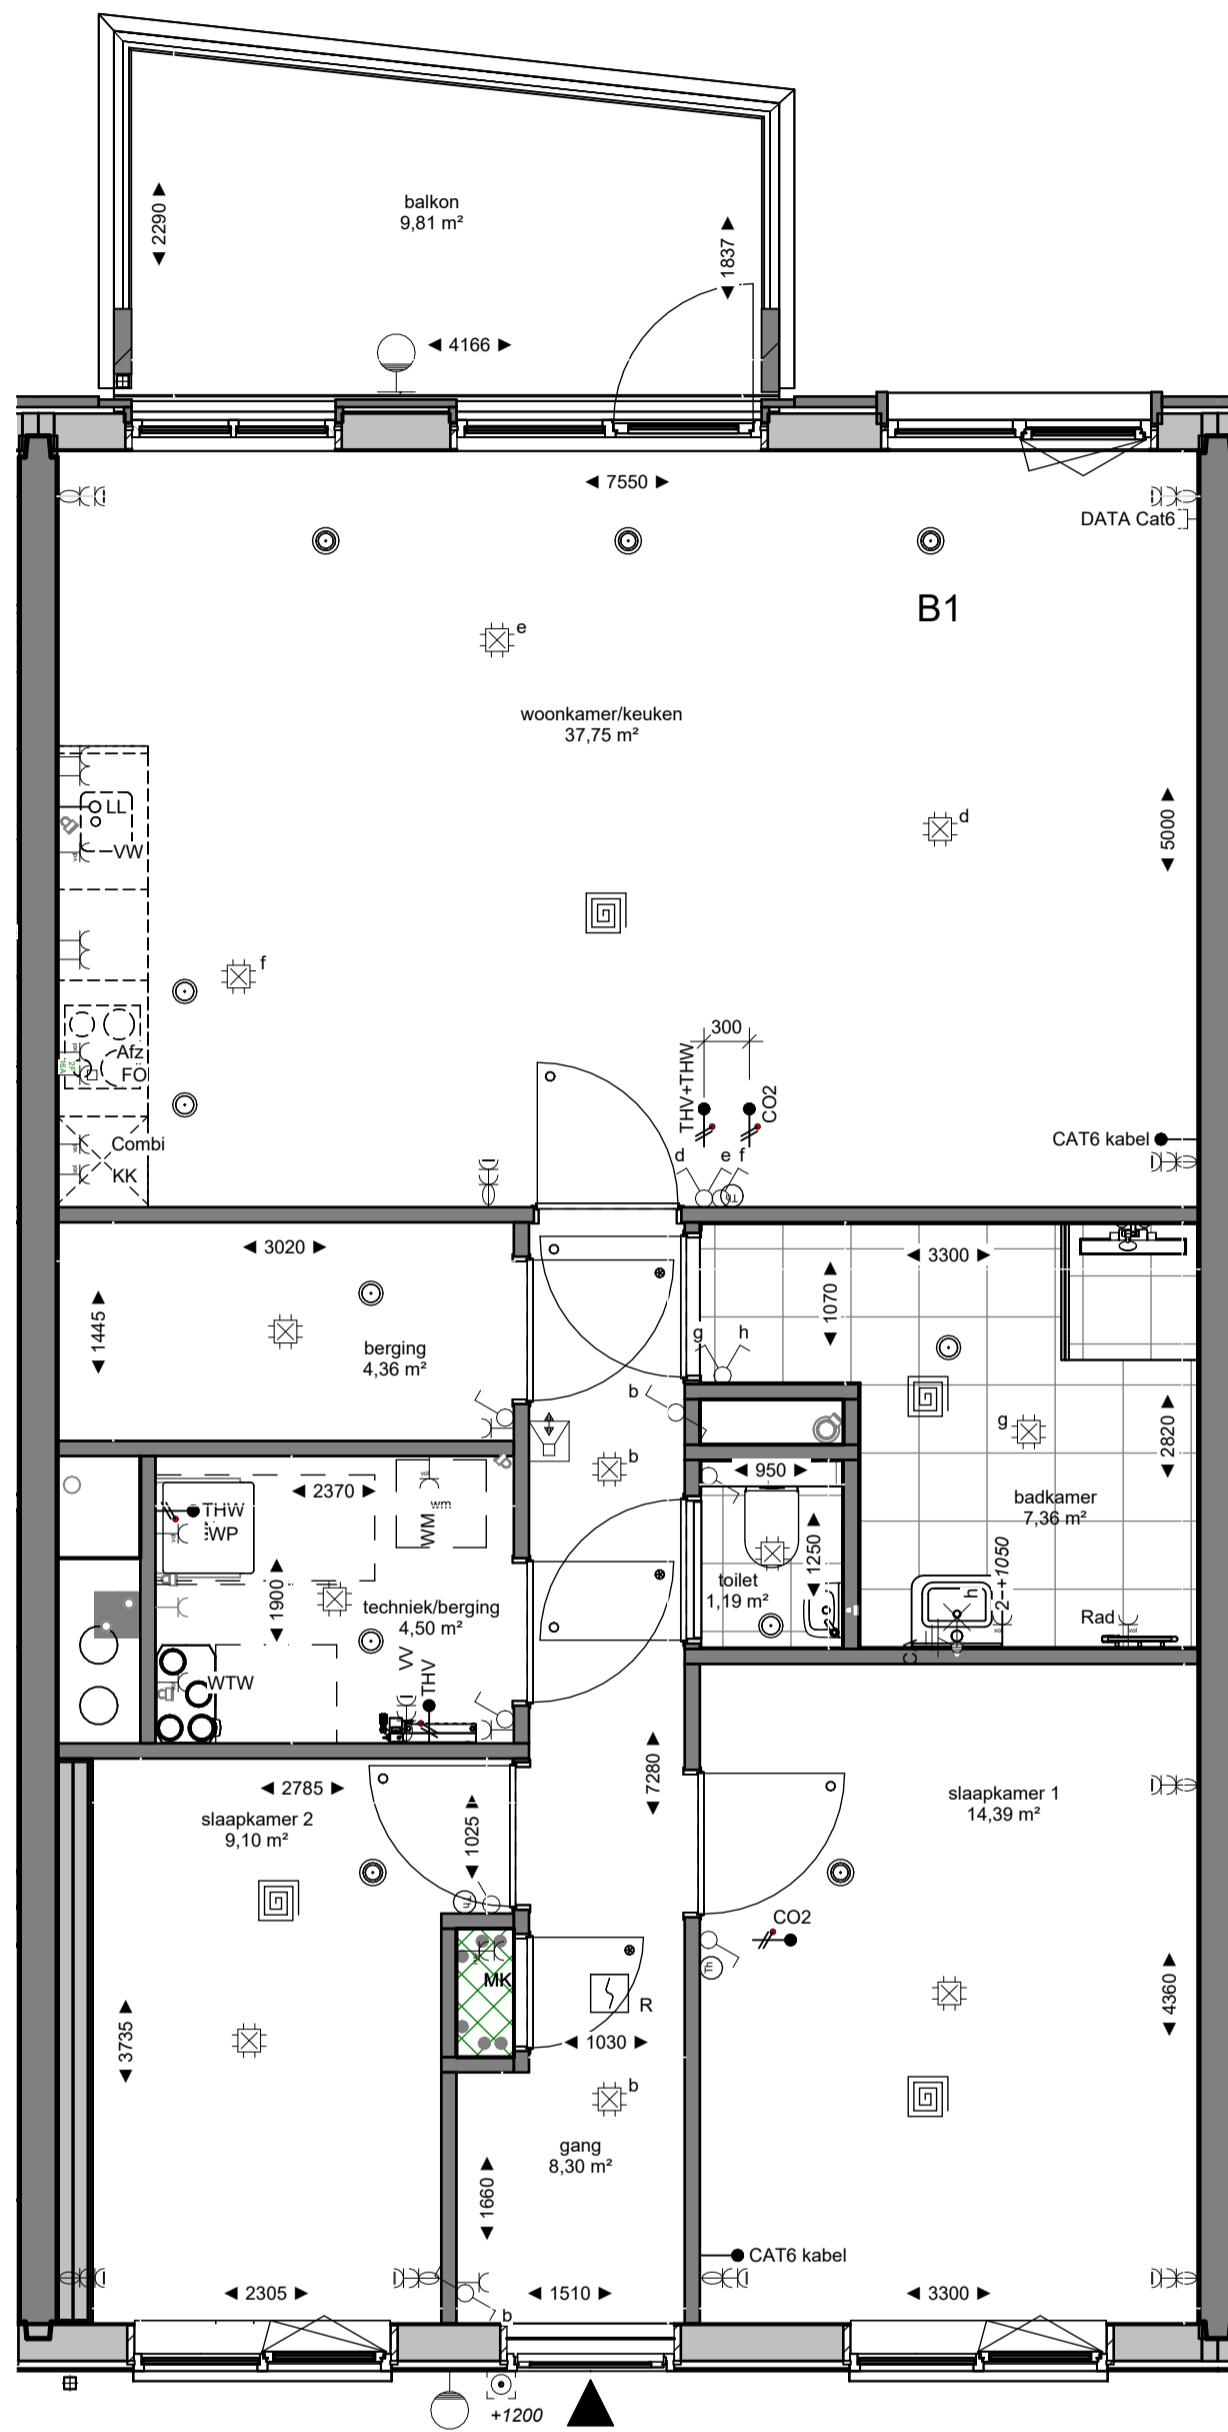 balkon
9,81 m²
2290
1837
4166
7550
DATA Cat6
B1
e
woonkamer/keuken
37,75 m²
LL
VW
d
5000
f
300
THV+THW
CO2
Afz
FO
Combi
KK
CAT6 kabel
d
e f
3020
3300
1445
1070
berging
4,36 m²
g
h
b
g
2820
b
950
2370
wm
WM
THW
WP
badkamer
7,36 m²
1250
toilet
1,19 m²
1900
techniek/berging
4,50 m²
h
2-+1050
Rad
WTW
VV
THV
7280
2785
slaapkamer 2
9,10 m²
1025
slaapkamer 1
14,39 m²
CO2
Th
MK
R
1030
3735
4360
b
gang
8,30 m²
1660
CAT6 kabel
2305
1510
3300
b
+1200